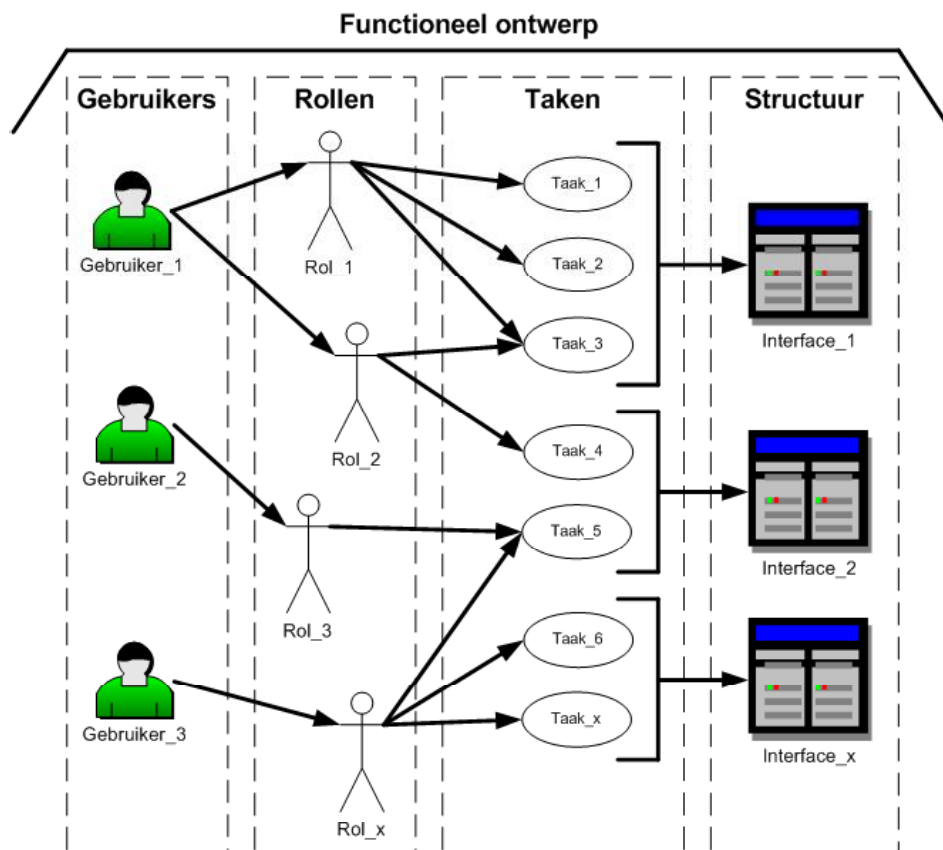 Functioneel ontwerp
Gebruikers
Rollen
Taken
Structuur
Gebruiker_1
Gebruiker_2
Gebruiker_3
Rol_1
Rol_2
Rol_3
Rol_x
Taak_1
Taak_2
Taak_3
Taak_4
Taak_5
Taak_6
Taak_x
Interface_1
Interface_2
Interface_x